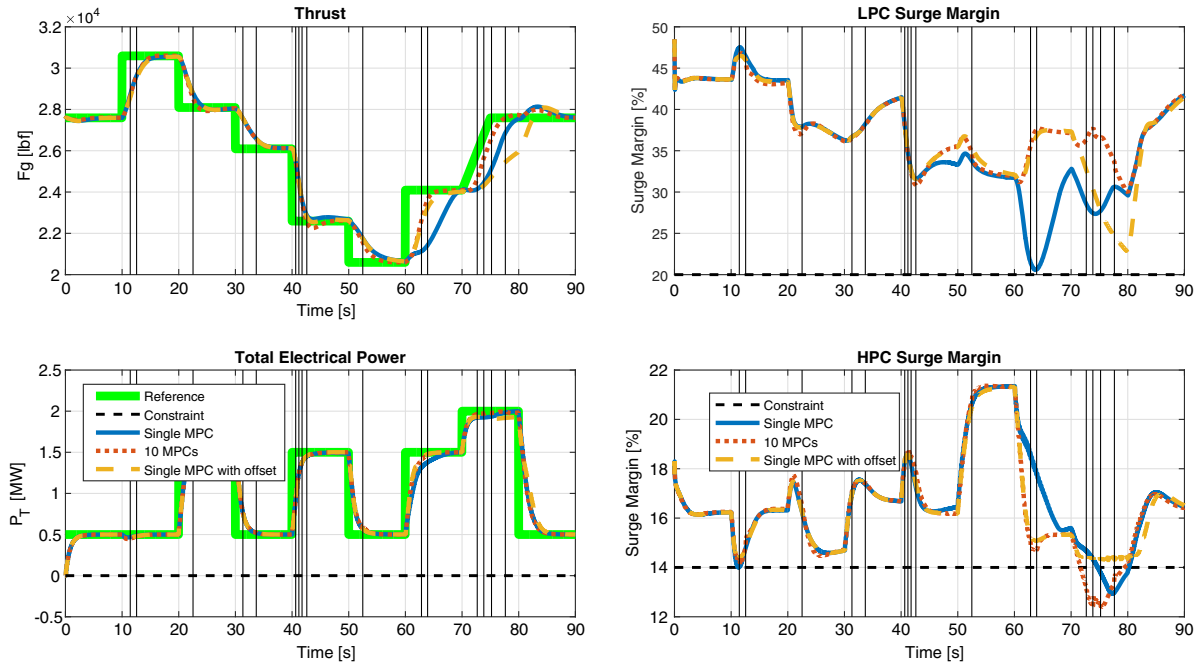 Thrust
×10⁴
3.2
3
2.8
2.6
2.4
2.2
2
Fg [lbf]
0 10 20 30 40 50 60 70 80 90
Time [s]
LPC Surge Margin
50
45
40
35
30
25
20
Surge Margin [%]
0 10 20 30 40 50 60 70 80 90
Time [s]
Total Electrical Power
2.5
2
1.5
1
0.5
0
-0.5
P_T [MW]
Reference
Constraint
Single MPC
10 MPCs
Single MPC with offset
0 10 20 30 40 50 60 70 80 90
Time [s]
HPC Surge Margin
22
20
18
16
14
12
Surge Margin [%]
Constraint
Single MPC
10 MPCs
Single MPC with offset
0 10 20 30 40 50 60 70 80 90
Time [s]